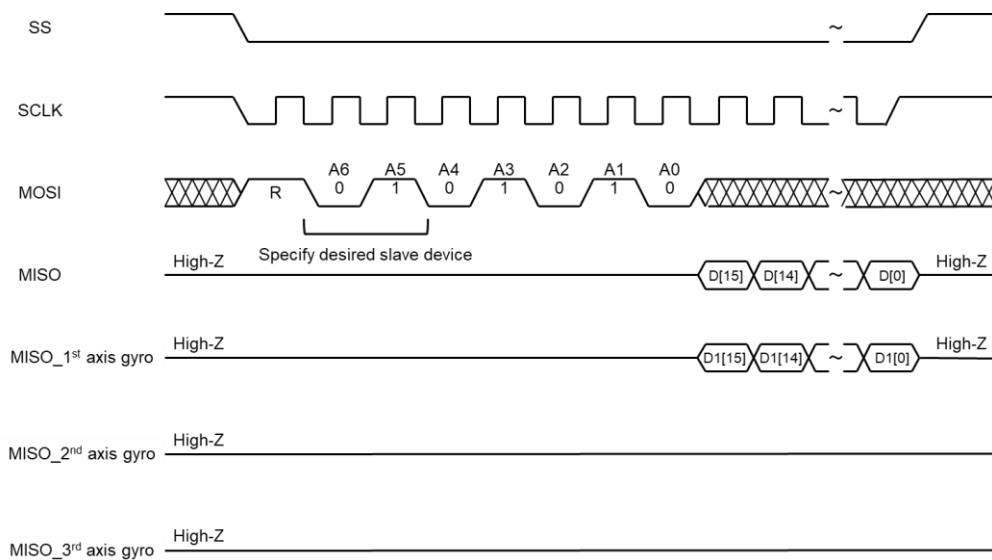 SS
~
SCLK
~
MOSI
R
A6 A5 A4 A3 A2 A1 A0
0 1 0 1 0 1 0
~
Specify desired slave device
MISO
High-Z
D[15] D[14] ~ D[0]
High-Z
MISO_1st axis gyro
High-Z
D1[15] D1[14] ~ D1[0]
High-Z
MISO_2nd axis gyro
High-Z
MISO_3rd axis gyro
High-Z